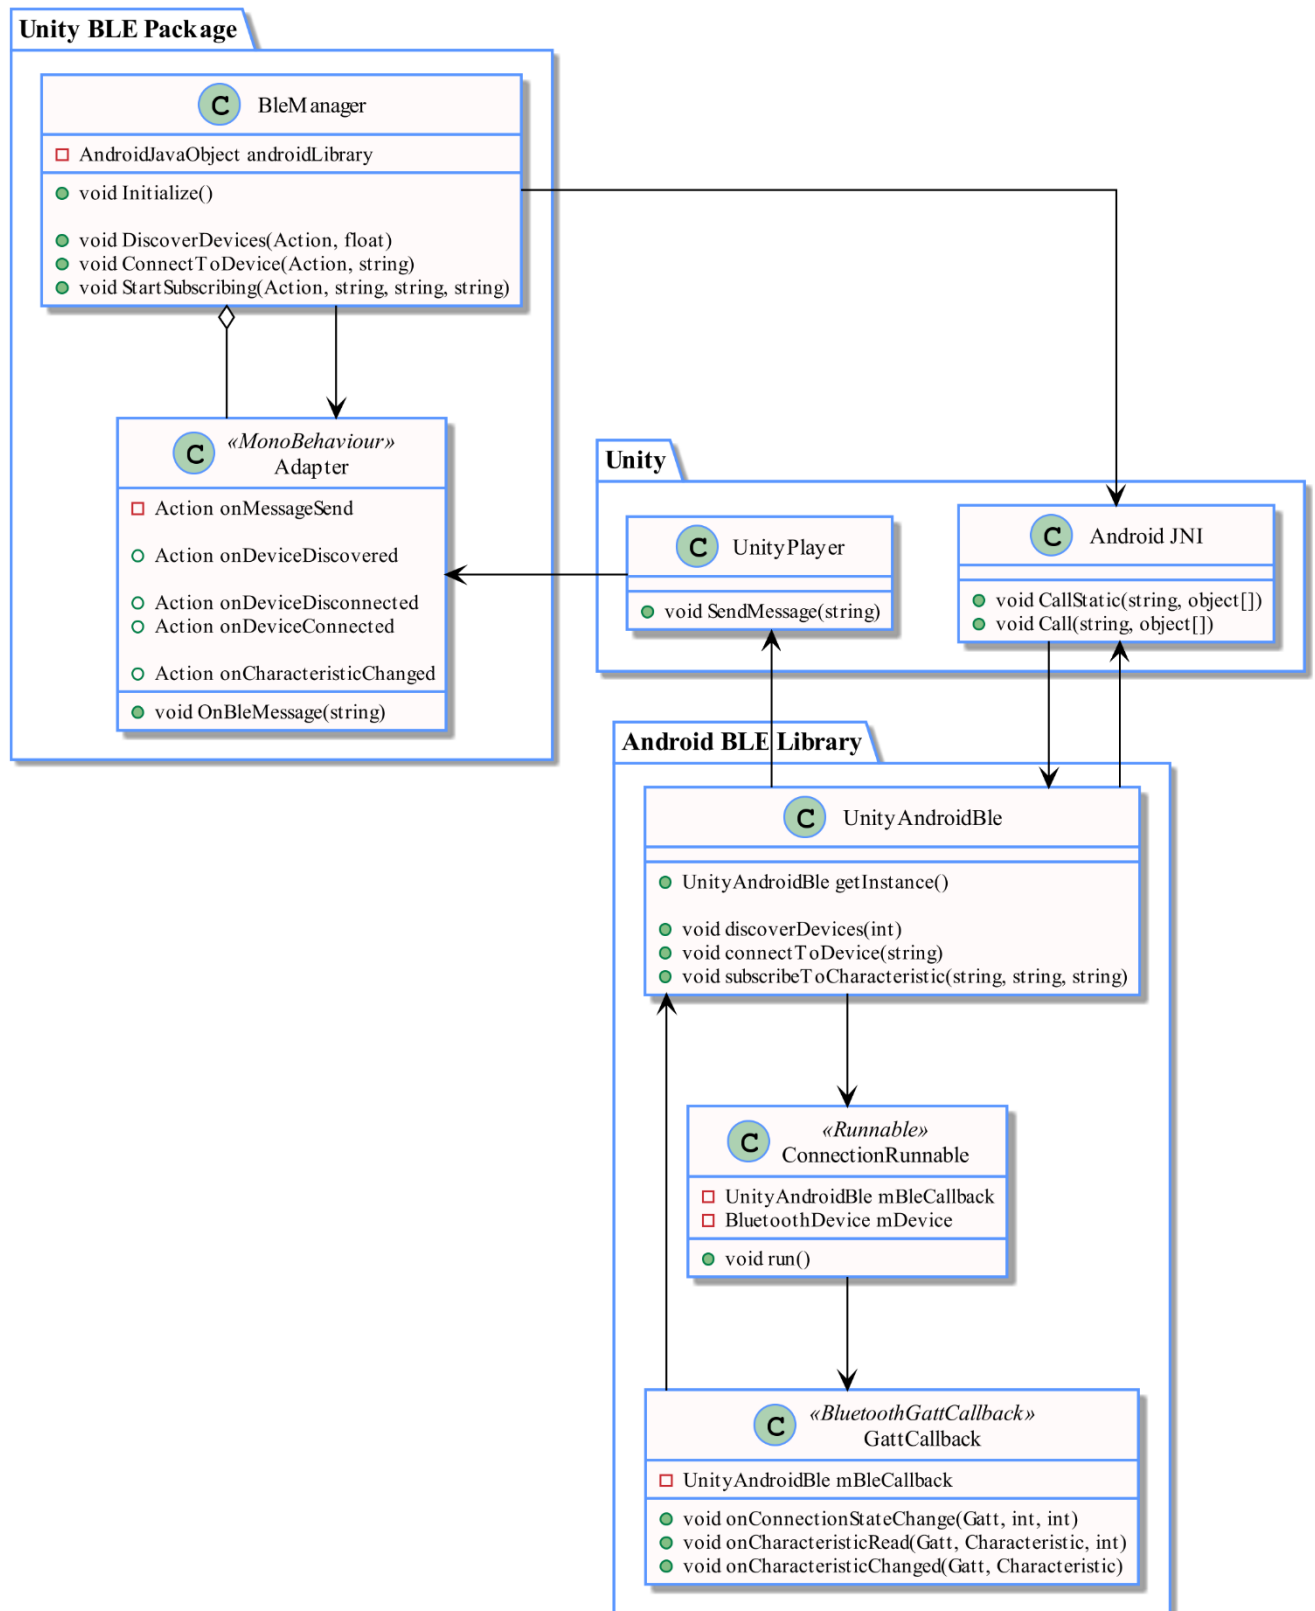 Unity BLE Package
C BleManager
AndroidJavaObject androidLibrary
void Initialize()
void DiscoverDevices(Action, float)
void ConnectToDevice(Action, string)
void StartSubscribing(Action, string, string, string)
«MonoBehaviour»
C Adapter
Action onMessageSend
Action onDeviceDiscovered
Action onDeviceDisconnected
Action onDeviceConnected
Action onCharacteristicChanged
void OnBleMessage(string)
Unity
C UnityPlayer
void SendMessage(string)
C Android JNI
void CallStatic(string, object[])
void Call(string, object[])
Android BLE Library
C UnityAndroidBle
UnityAndroidBle getInstance()
void discoverDevices(int)
void connectToDevice(string)
void subscribeToCharacteristic(string, string, string)
«Runnable»
C ConnectionRunnable
UnityAndroidBle mBleCallback
BluetoothDevice mDevice
void run()
«BluetoothGattCallback»
C GattCallback
UnityAndroidBle mBleCallback
void onConnectionStateChange(Gatt, int, int)
void onCharacteristicRead(Gatt, Characteristic, int)
void onCharacteristicChanged(Gatt, Characteristic)